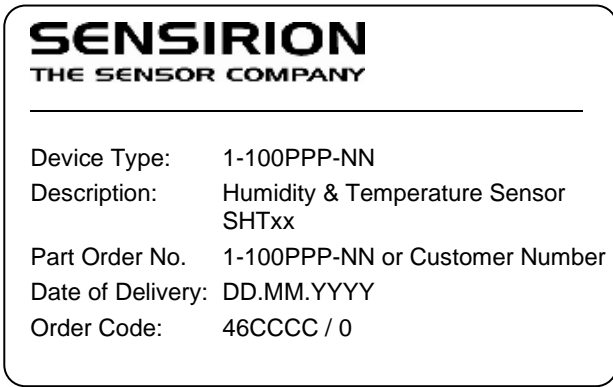 SENSIRION
THE SENSOR COMPANY
Device Type: 1-100PPP-NN
Description: Humidity & Temperature Sensor
SHTxx
Part Order No. 1-100PPP-NN or Customer Number
Date of Delivery: DD.MM.YYYY
Order Code: 46CCCC / 0